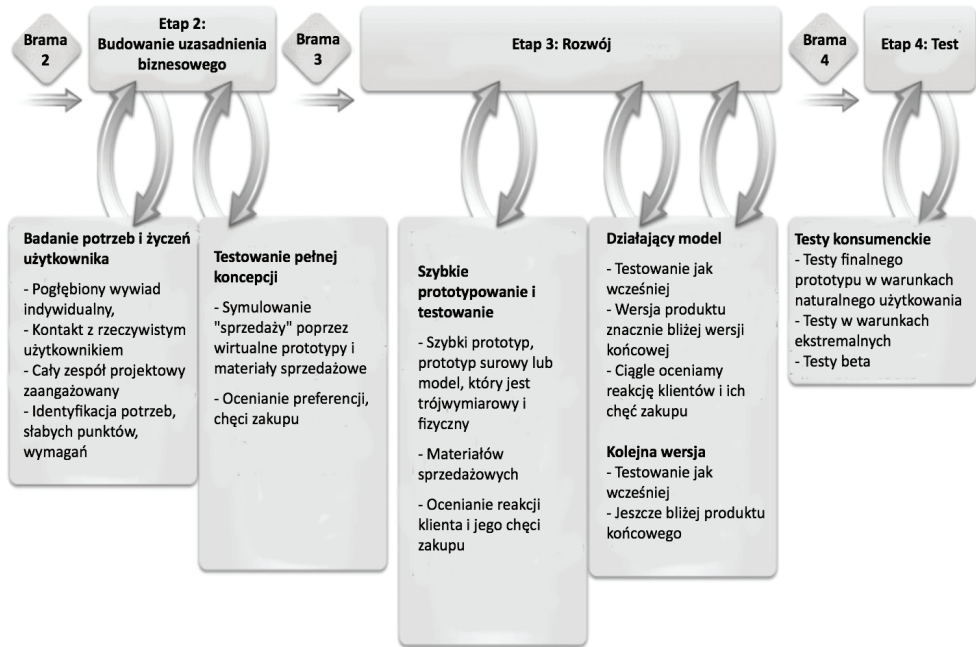 Brama
2
Etap 2:
Budowanie uzasadnienia
biznesowego
Brama
3
Etap 3: Rozwój
Brama
4
Etap 4: Test
Badanie potrzeb i życzeń
użytkownika
- Pogłębiony wywiad
indywidualny,
- Kontakt z rzeczywistym
użytkownikiem
- Cały zespół projektowy
zaangażowany
- Identyfikacja potrzeb,
słabych punktów,
wymagań
Testowanie pełnej
koncepcji
- Symulowanie
"sprzedaży" poprzez
wirtualne prototypy i
materiały sprzedażowe
- Ocenianie preferencji,
chęci zakupu
Szybkie
prototypowanie i
testowanie
- Szybki prototyp,
prototyp surowy lub
model, który jest
trójwymiarowy i
fizyczny
- Materiałów
sprzedażowych
- Ocenianie reakcji
klienta i jego chęci
zakupu
Działający model
- Testowanie jak
wcześniej
- Wersja produktu
znacznie bliżej wersji
końcowej
- Ciągle oceniamy
reakcję klientów i ich
chęć zakupu
Kolejna wersja
- Testowanie jak
wcześniej
- Jeszcze bliżej produktu
końcowego
Testy konsumenckie
- Testy finalnego
prototypu w warunkach
naturalnego użytkowania
- Testy w warunkach
ekstremalnych
- Testy beta